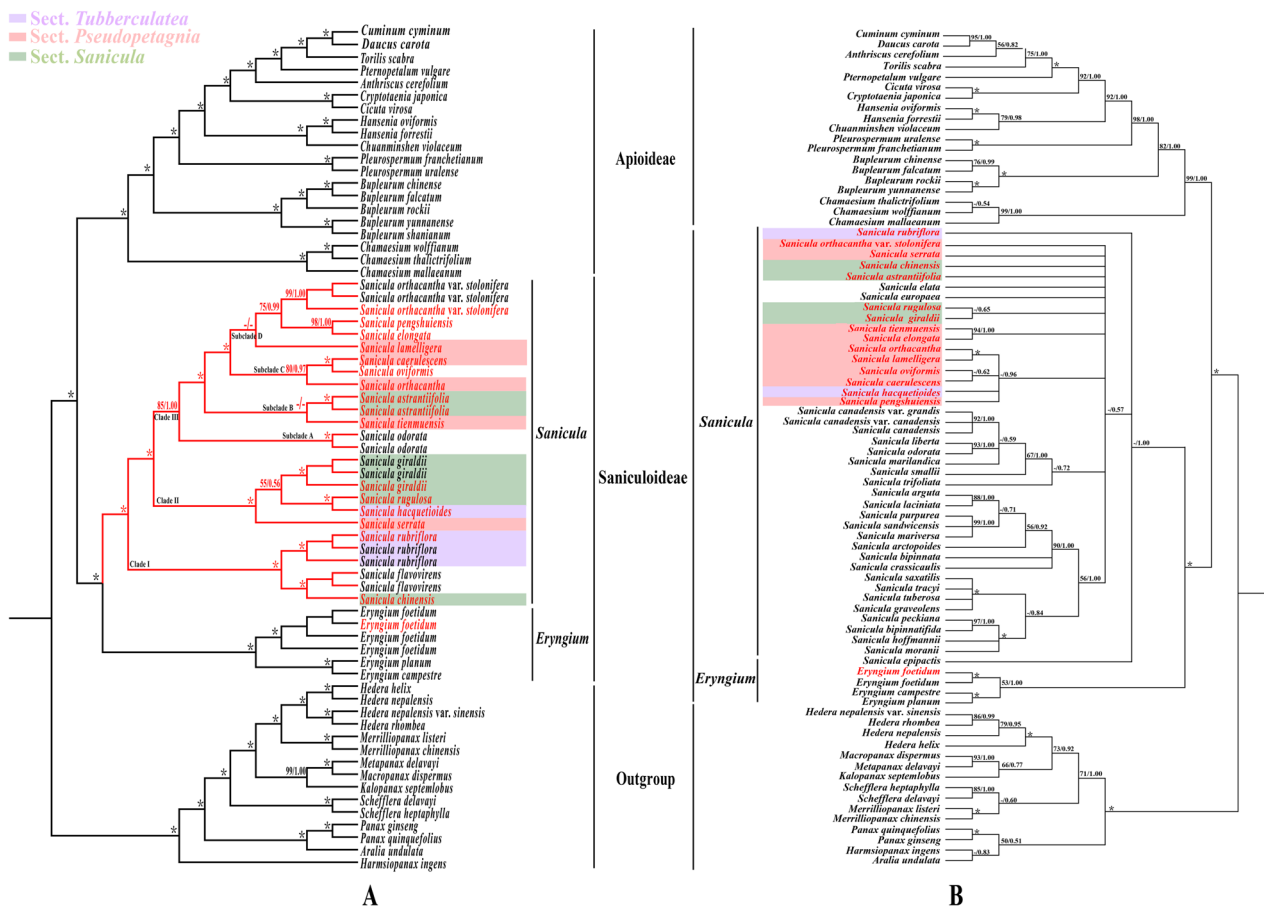 Sect. Tubberculatea
Sect. Pseudopetagnia
Sect. Sanicula
Cuminum cyminum
Daucus carota
Torilis scabra
Pternopetalum vulgare
Anthriscus cerefolium
Cryptotaenia japonica
Cicuta virosa
Hansenia oviformis
Hansenia forrestii
Chuanminshen violaceum
Pleurospermum franchetianum
Pleurospermum uralense
Bupleurum chinense
Bupleurum falcatum
Bupleurum rockii
Bupleurum yunnanense
Bupleurum shanianum
Chamaesium wolffianum
Chamaesium thalictrifolium
Chamaesium mallaeanum
Sanicula orthacantha var. stolonifera
Sanicula orthacantha var. stolonifera
Sanicula orthacantha var. stolonifera
Sanicula pengshuiensis
Sanicula elongata
Sanicula lamelligera
Sanicula caerulescens
Sanicula oviformis
Sanicula orthacantha
Sanicula astrantiifolia
Sanicula astrantiifolia
Sanicula tienmuensis
Sanicula odorata
Sanicula odorata
Sanicula giraldii
Sanicula giraldii
Sanicula giraldii
Sanicula rugulosa
Sanicula hacquetioides
Sanicula serrata
Sanicula rubriflora
Sanicula rubriflora
Sanicula rubriflora
Sanicula flavovirens
Sanicula flavovirens
Sanicula chinensis
Eryngium foetidum
Eryngium foetidum
Eryngium foetidum
Eryngium foetidum
Eryngium planum
Eryngium campestre
Hedera helix
Hedera nepalensis
Hedera nepalensis var. sinensis
Hedera rhombea
Merrilliopanax listeri
Merrilliopanax chinensis
Metapanax delavayi
Macropanax dispermus
Kalopanax septemlobus
Schefflera delavayi
Schefflera heptaphylla
Panax ginseng
Panax quinquefolius
Aralia undulata
Harmsiopanax ingens
99/1.00
75/0.99
-/-
98/1.00
Subclade D
Subclade C
80/0.97
85/1.00
Clade III
-/-
Subclade B
Subclade A
55/0.56
Clade II
Clade I
99/1.00
Apioideae
Sanicula
Saniculoideae
Eryngium
Outgroup
A
Cuminum cyminum
Daucus carota
Anthriscus cerefolium
Torilis scabra
Pternopetalum vulgare
Cicuta virosa
Cryptotaenia japonica
Hansenia oviformis
Hansenia forrestii
Chuanminshen violaceum
Pleurospermum uralense
Pleurospermum franchetianum
Bupleurum chinense
Bupleurum falcatum
Bupleurum rockii
Bupleurum yunnanense
Chamaesium thalictrifolium
Chamaesium wolffianum
Chamaesium mallaeanum
Sanicula rubriflora
Sanicula orthacantha var. stolonifera
Sanicula serrata
Sanicula chinensis
Sanicula astrantiifolia
Sanicula elata
Sanicula europaea
Sanicula rugulosa
Sanicula giraldii
Sanicula tienmuensis
Sanicula elongata
Sanicula orthacantha
Sanicula lamelligera
Sanicula oviformis
Sanicula caerulescens
Sanicula hacquetioides
Sanicula pengshuiensis
Sanicula canadensis var. grandis
Sanicula canadensis var. canadensis
Sanicula canadensis
Sanicula liberta
Sanicula odorata
Sanicula marilandica
Sanicula smallii
Sanicula trifoliata
Sanicula arguta
Sanicula laciniata
Sanicula purpurea
Sanicula sandwicensis
Sanicula mariversa
Sanicula arctopoides
Sanicula bipinnata
Sanicula crassicaulis
Sanicula saxatilis
Sanicula tracyi
Sanicula tuberosa
Sanicula graveolens
Sanicula peckiana
Sanicula bipinnatifida
Sanicula hoffmannii
Sanicula moranii
Sanicula epipactis
Eryngium foetidum
Eryngium foetidum
Eryngium campestre
Eryngium planum
Hedera nepalensis var. sinensis
Hedera rhombea
Hedera nepalensis
Hedera helix
Macropanax dispermus
Metapanax delavayi
Kalopanax septemlobus
Schefflera heptaphylla
Schefflera delavayi
Merrilliopanax listeri
Merrilliopanax chinensis
Panax quinquefolius
Panax ginseng
Harmsiopanax ingens
Aralia undulata
95/1.00
56/0.82
75/1.00
92/1.00
92/1.00
79/0.98
98/1.00
82/1.00
76/0.99
99/1.00
-/0.54
99/1.00
-/0.65
94/1.00
-/0.62
-/0.96
-/0.57
92/1.00
-/0.59
93/1.00
67/1.00
-/0.72
-/1.00
88/1.00
-/0.71
99/1.00
56/0.92
90/1.00
56/1.00
-/0.84
97/1.00
53/1.00
86/0.99
79/0.95
73/0.92
93/1.00
66/0.77
71/1.00
85/1.00
-/0.60
50/0.51
-/0.83
Sanicula
Eryngium
B